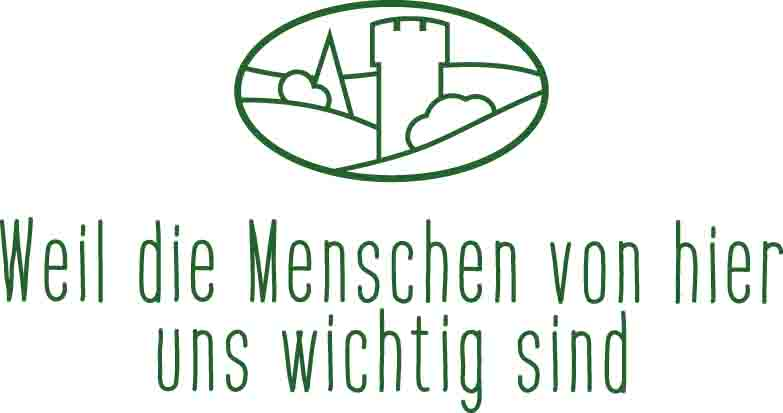 Weil die Menschen von hier
uns wichtig sind